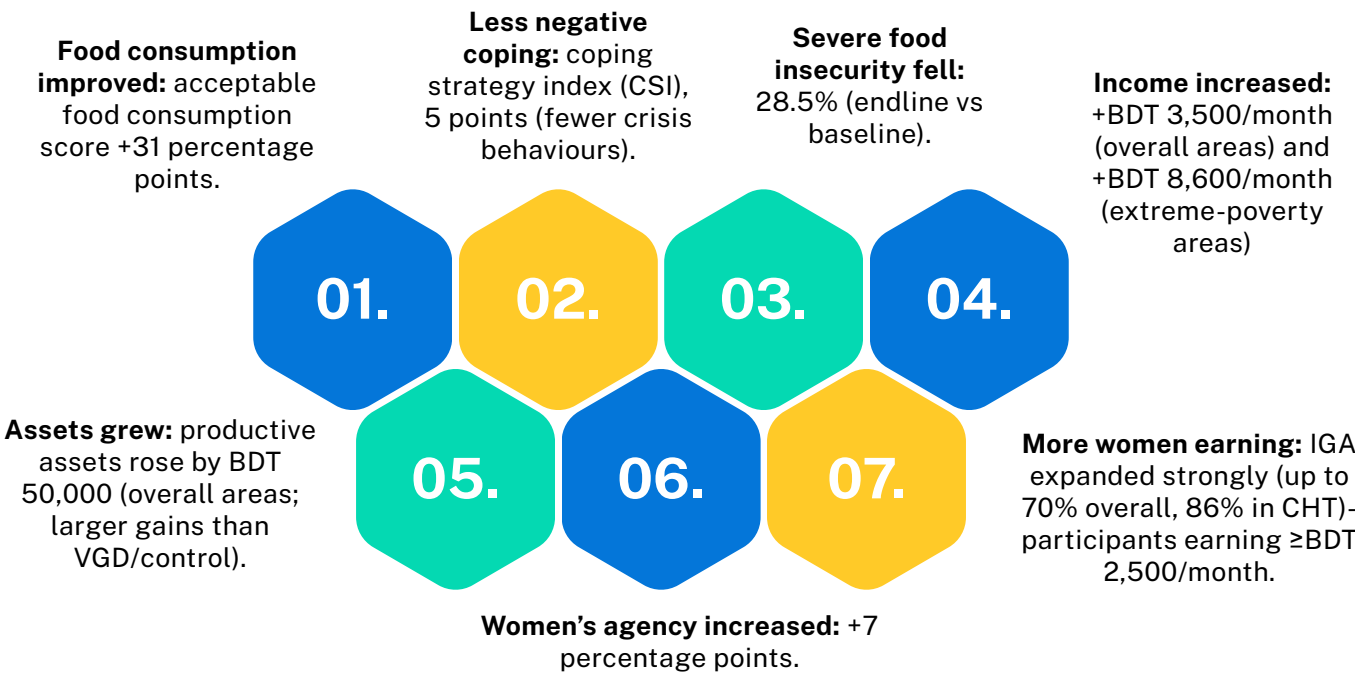 Food consumption
improved: acceptable
food consumption
score +31 percentage
points.
Less negative
coping: coping
strategy index (CSI),
5 points (fewer crisis
behaviours).
Severe food
insecurity fell:
28.5% (endline vs
baseline).
Income increased:
+BDT 3,500/month
(overall areas) and
+BDT 8,600/month
(extreme-poverty
areas)
01.
02.
03.
04.
Assets grew: productive
assets rose by BDT
50,000 (overall areas;
larger gains than
VGD/control).
05.
06.
07.
More women earning: IGA
expanded strongly (up to
70% overall, 86% in CHT)-
participants earning ≥BDT
2,500/month.
Women’s agency increased: +7
percentage points.